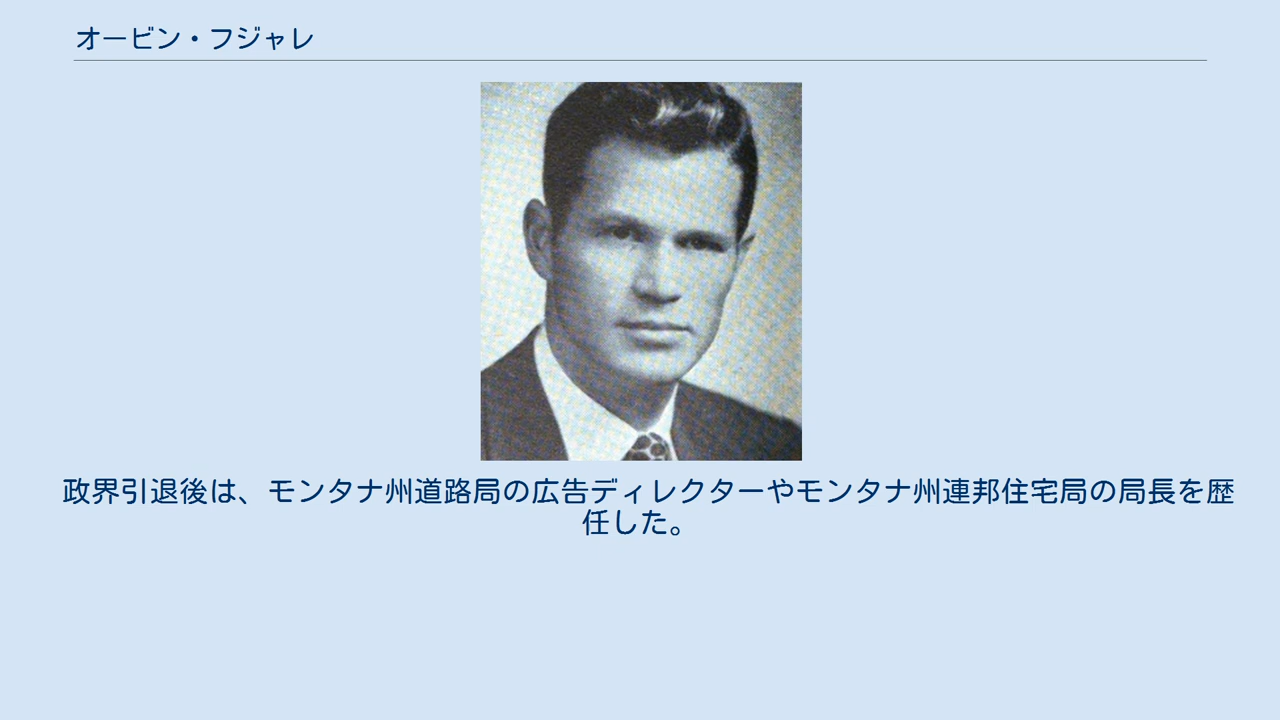 オービン・フジャレ
政界引退後は、モンタナ州道路局の広告ディレクターやモンタナ州連邦住宅局の局長を歴
任した。